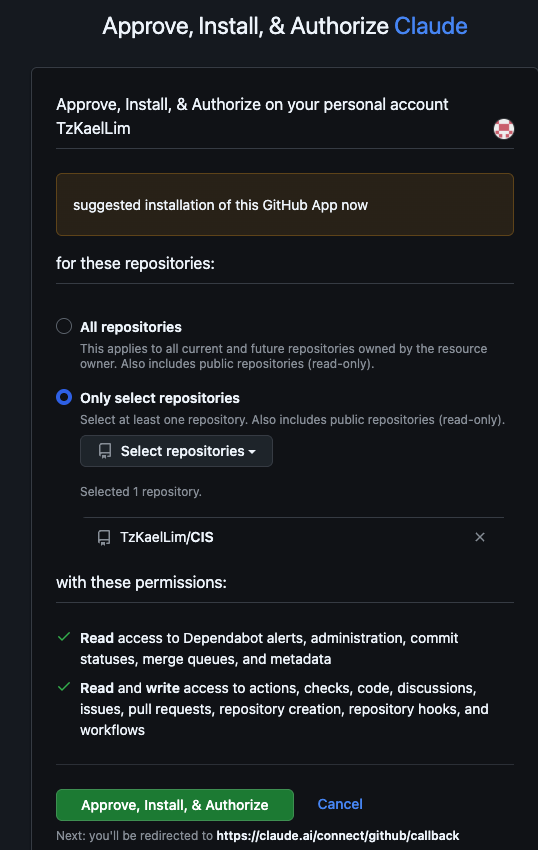 Approve, Install, & Authorize Claude
Approve, Install, & Authorize on your personal account
TzKaelLim
suggested installation of this GitHub App now
for these repositories:
All repositories
This applies to all current and future repositories owned by the resource
owner. Also includes public repositories (read-only).
Only select repositories
Select at least one repository. Also includes public repositories (read-only).
Select repositories
Selected 1 repository.
TzKaelLim/CIS
with these permissions:
Read access to Dependabot alerts, administration, commit
statuses, merge queues, and metadata
Read and write access to actions, checks, code, discussions,
issues, pull requests, repository creation, repository hooks, and
workflows
Approve, Install, & Authorize Cancel
Next: you'll be redirected to https://claude.ai/connect/github/callback